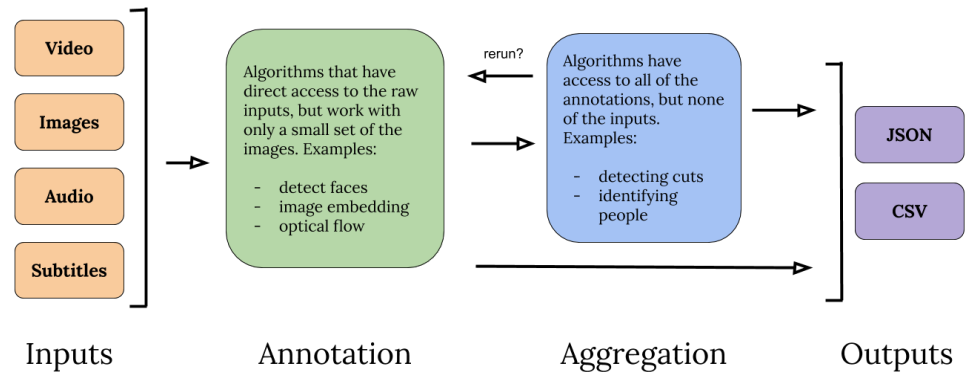 Video
Images
Audio
Subtitles
Algorithms that have
direct access to the raw
inputs, but work with
only a small set of the
images. Examples:
- detect faces
- image embedding
- optical flow
rerun?
Algorithms have
access to all of the
annotations, but none
of the inputs.
Examples:
- detecting cuts
- identifying
people
JSON
CSV
Inputs
Annotation
Aggregation
Outputs